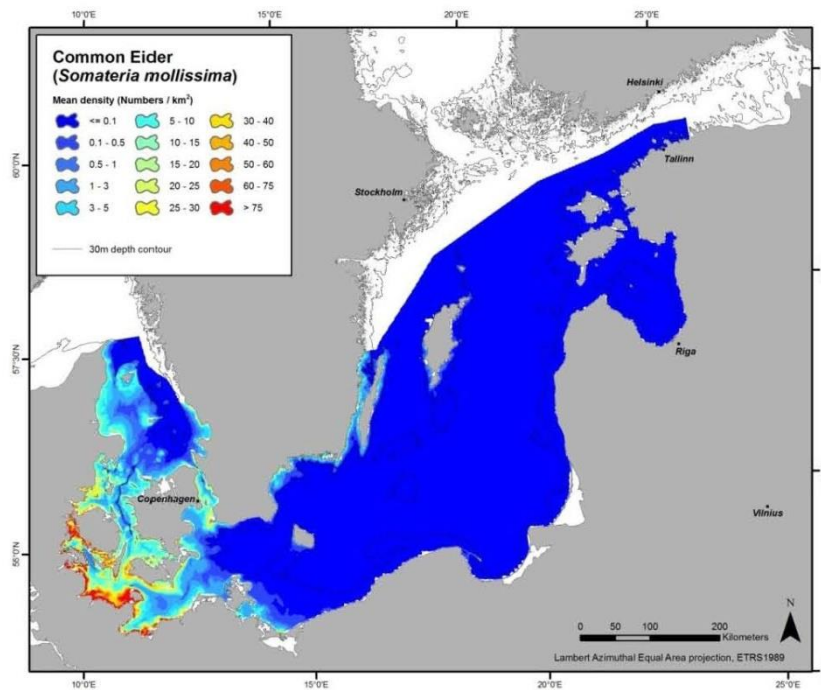 10°0'E 15°0'E 20°0'E 25°0'E
Common Eider
(Somateria mollissima)
Mean density (Numbers / km²)
<= 0.1 5 - 10 30 - 40
0.1 - 0.5 10 - 15 40 - 50
0.5 - 1 15 - 20 50 - 60
1 - 3 20 - 25 60 - 75
3 - 5 25 - 30 > 75
30m depth contour
Helsinki
Tallinn
60°0'N
Stockholm
57°30'N
Riga
Copenhagen
Vilnius
55°0'N
N
0 50 100 200
Kilometers
Lambert Azimuthal Equal Area projection, ETRS1989
10°0'E 15°0'E 20°0'E 25°0'E